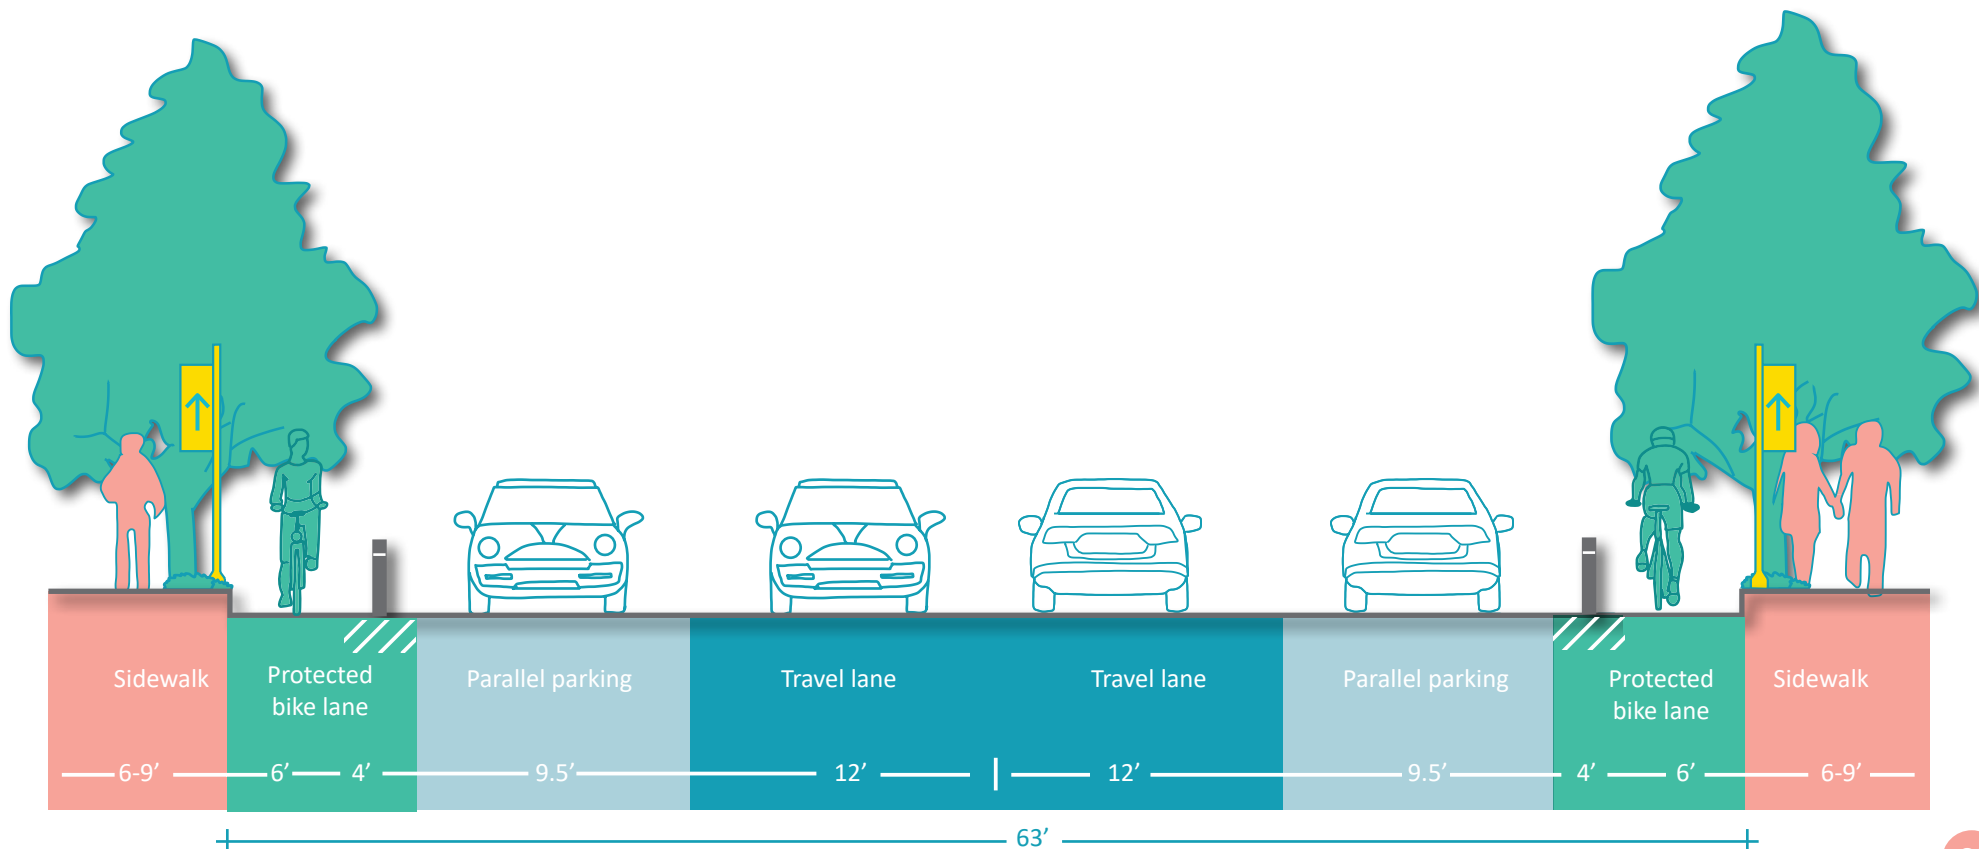 Sidewalk
Protected
bike lane
Parallel parking
Travel lane
Travel lane
Parallel parking
Protected
bike lane
Sidewalk
6-9’
6’
4’
9.5’
12’
12’
9.5’
4’
6’
6-9’
63’